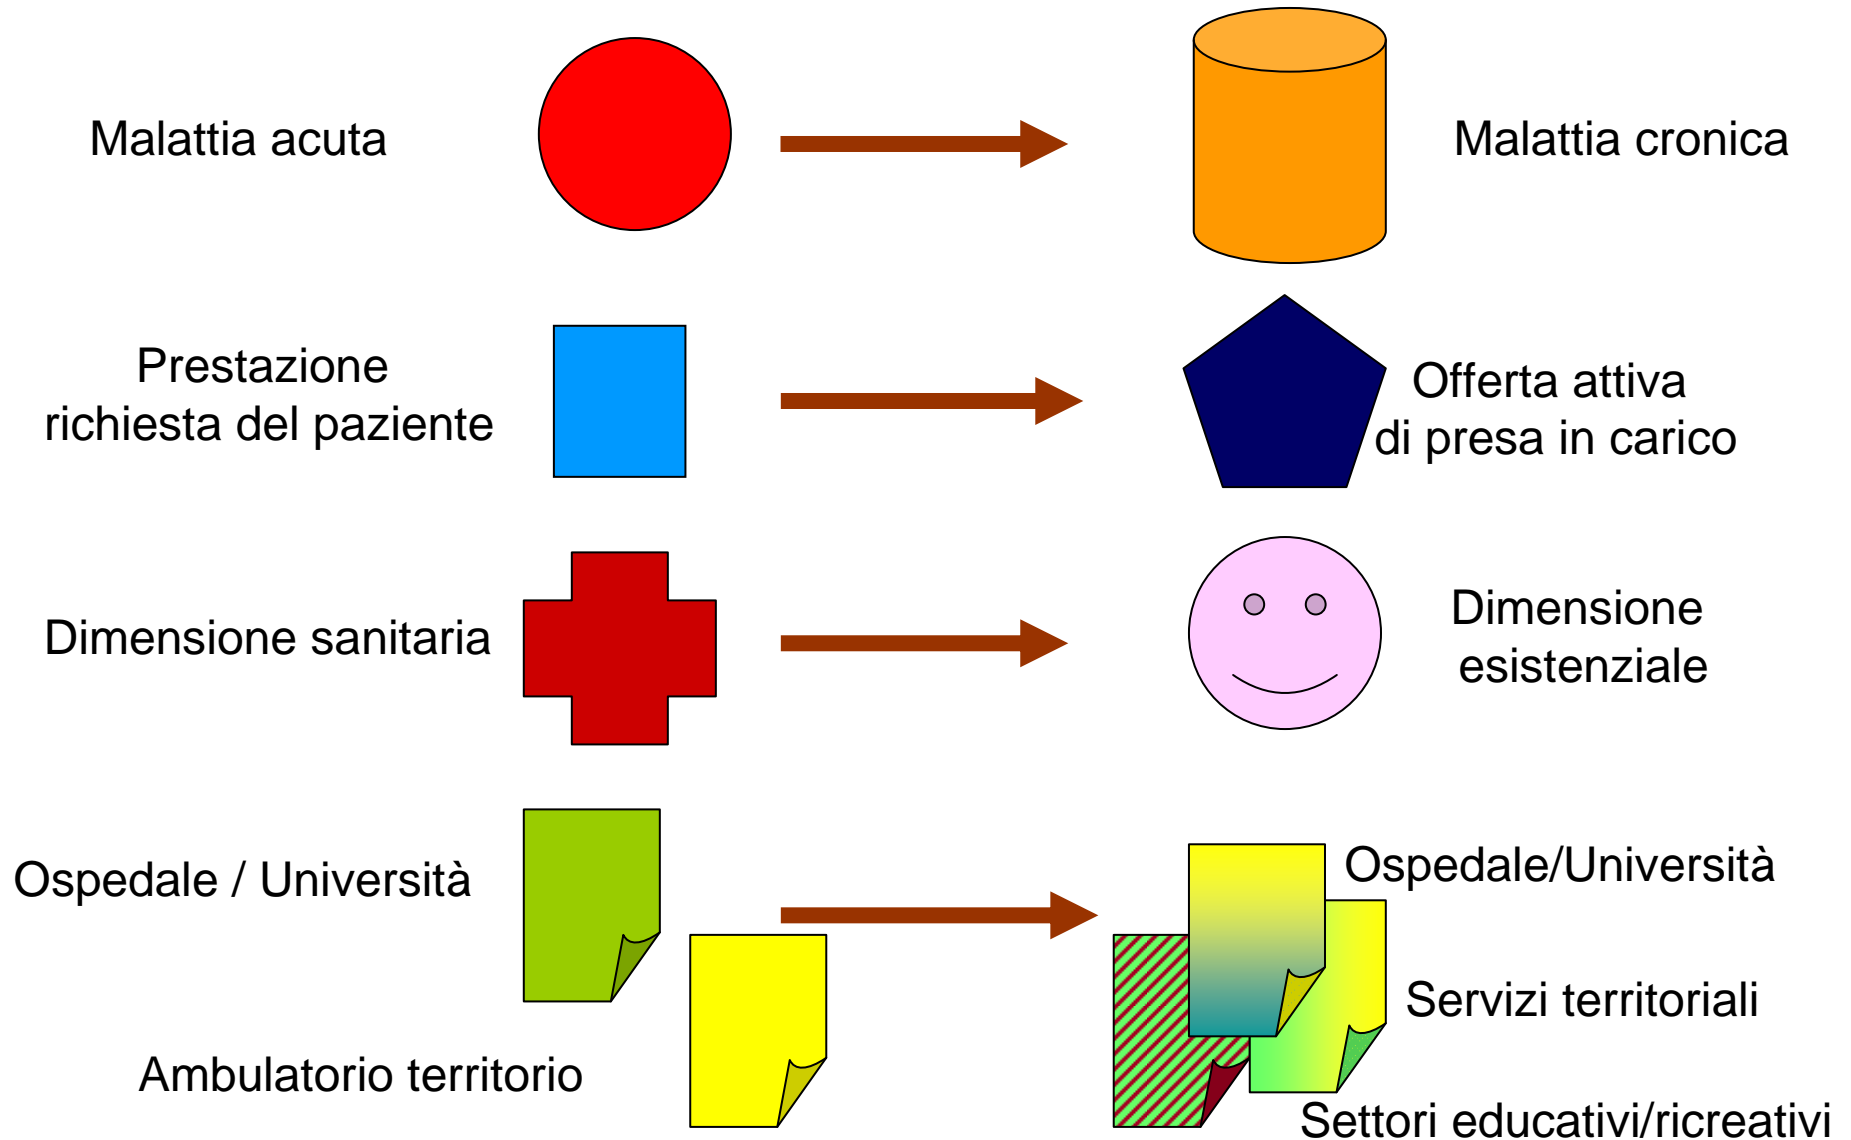 Malattia acuta
Malattia cronica
Prestazione
richiesta del paziente
Offerta attiva
di presa in carico
Dimensione sanitaria
Dimensione
esistenziale
Ospedale / Università
Ospedale/Università
Servizi territoriali
Ambulatorio territorio
Settori educativi/ricreativi